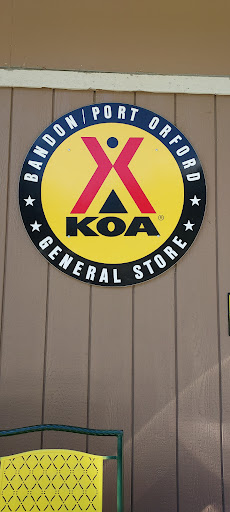 BANDON/PORT ORFORD
KOA®
GENERAL STORE